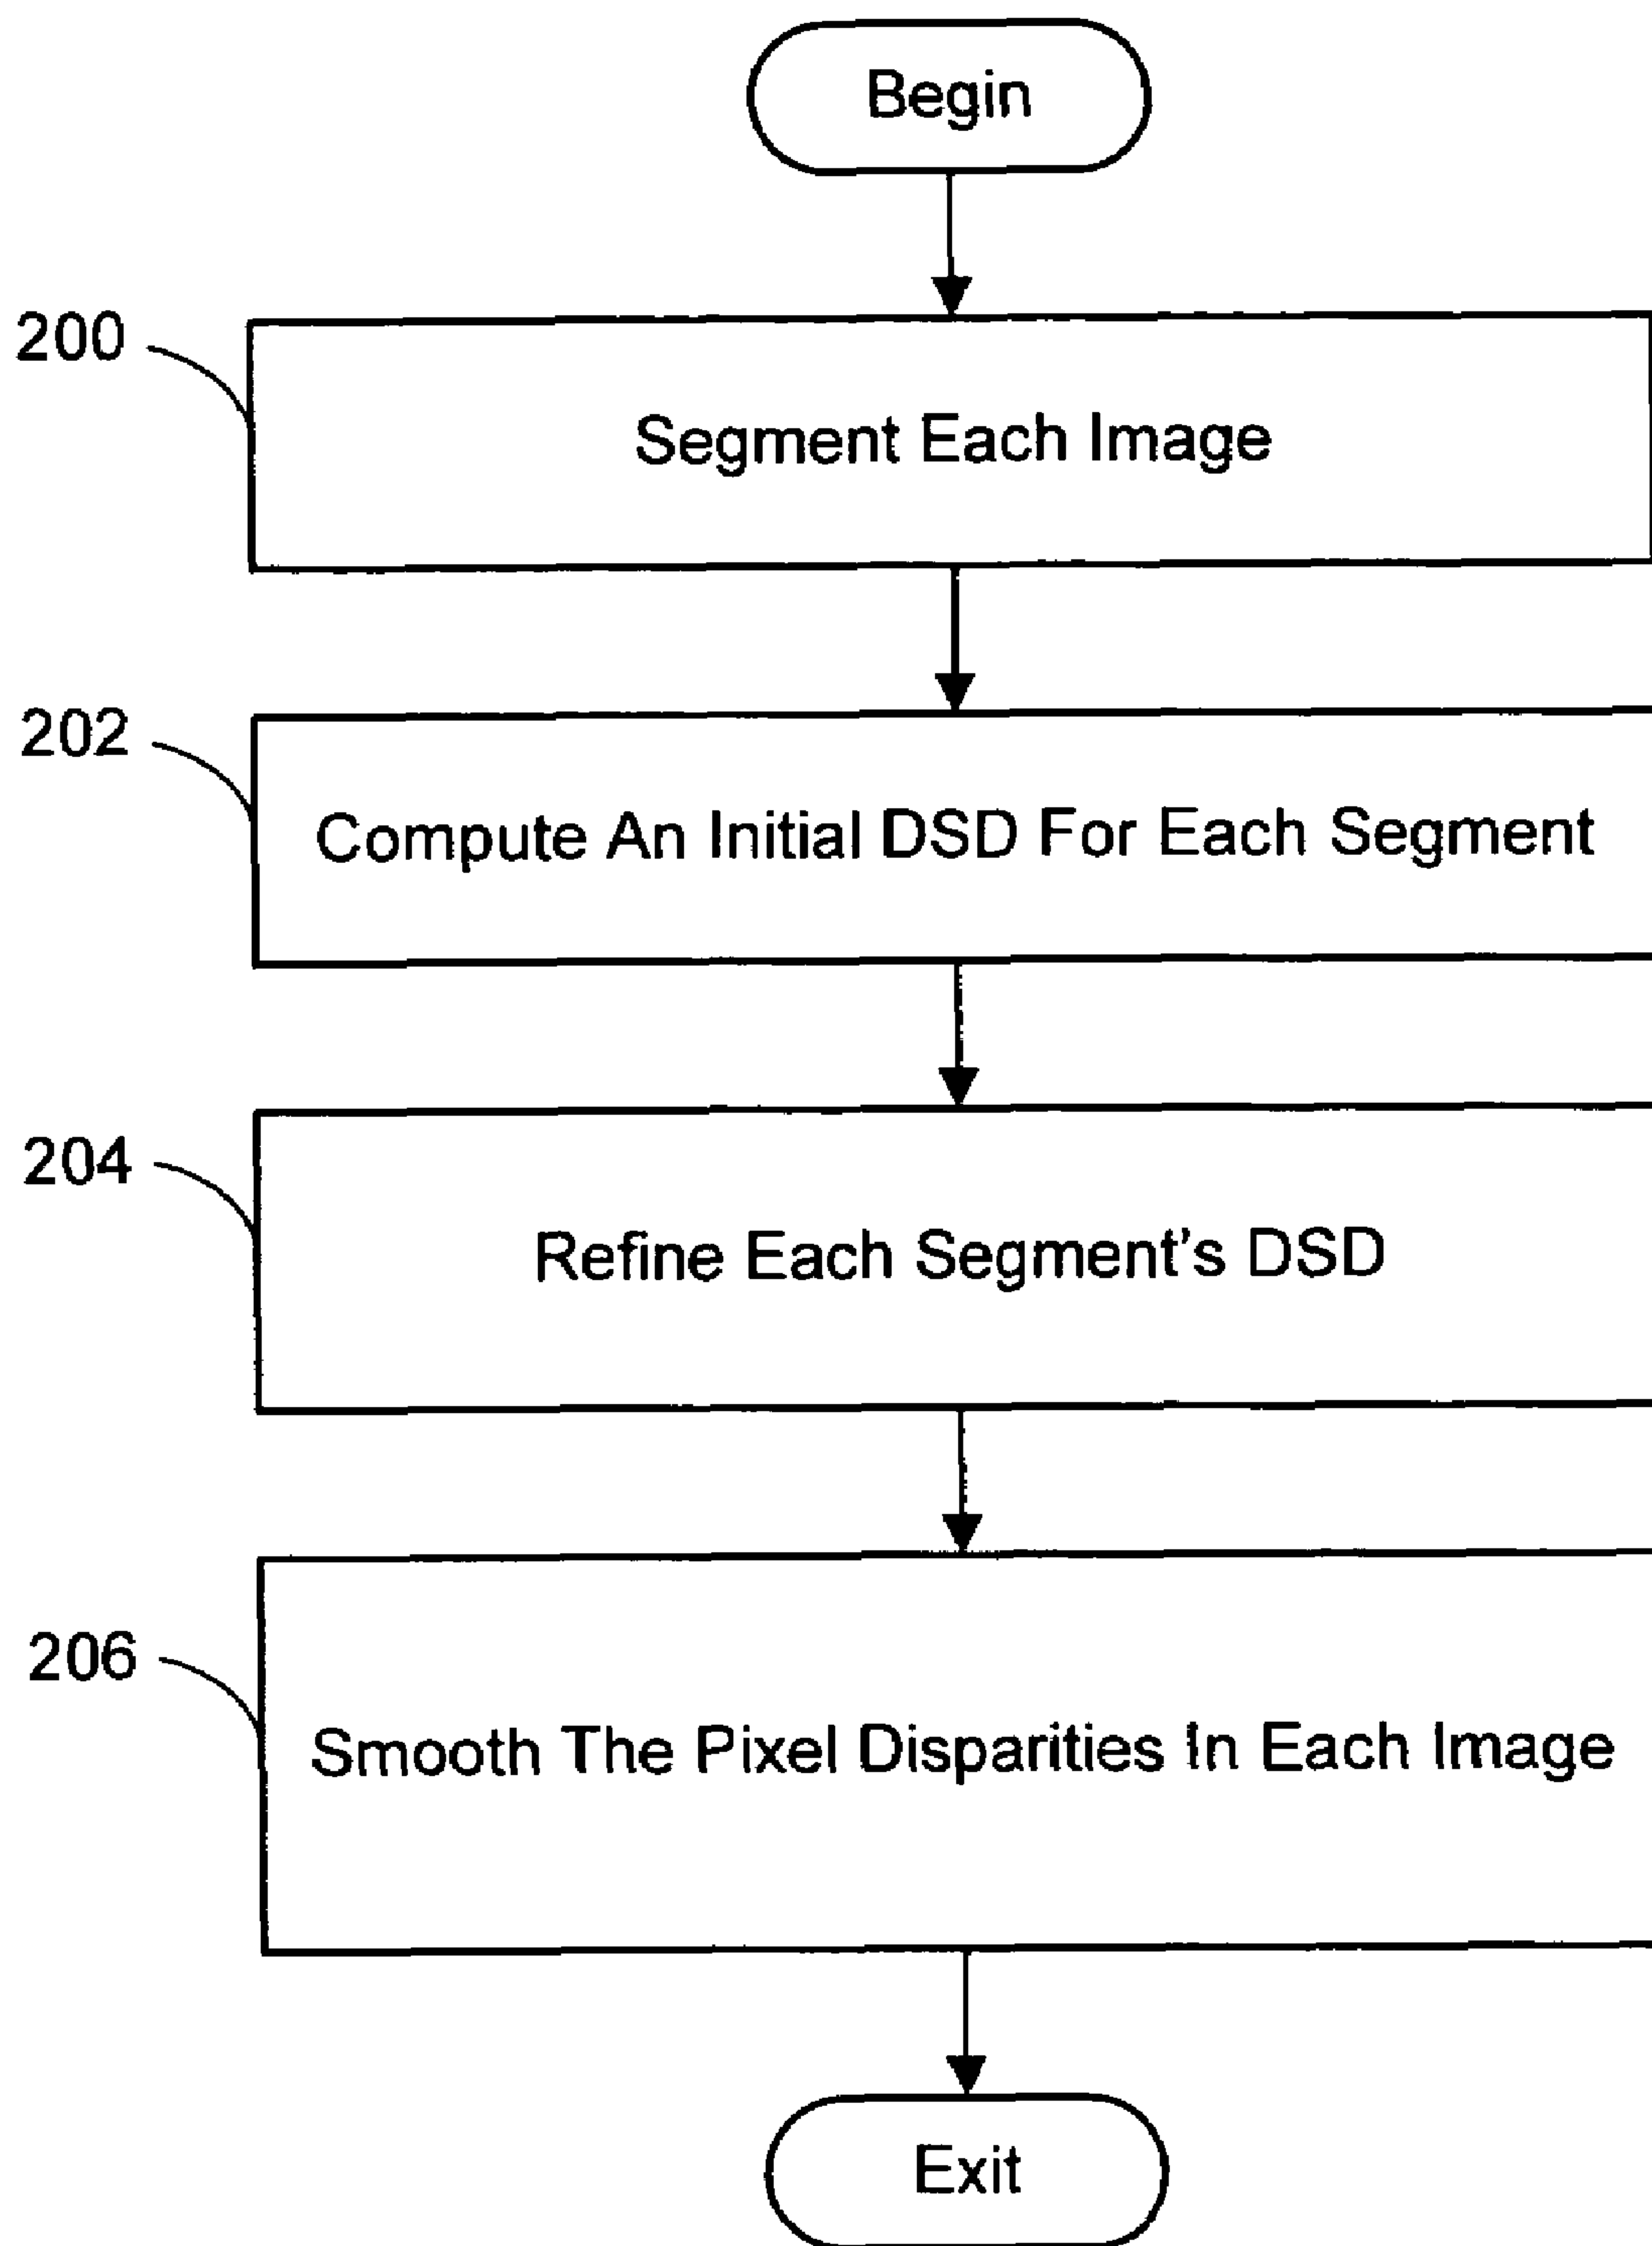 Begin
200
Segment Each Image
202
Compute An Initial DSD For Each Segment
204
Refine Each Segment's DSD
206
Smooth The Pixel Disparities In Each Image
Exit